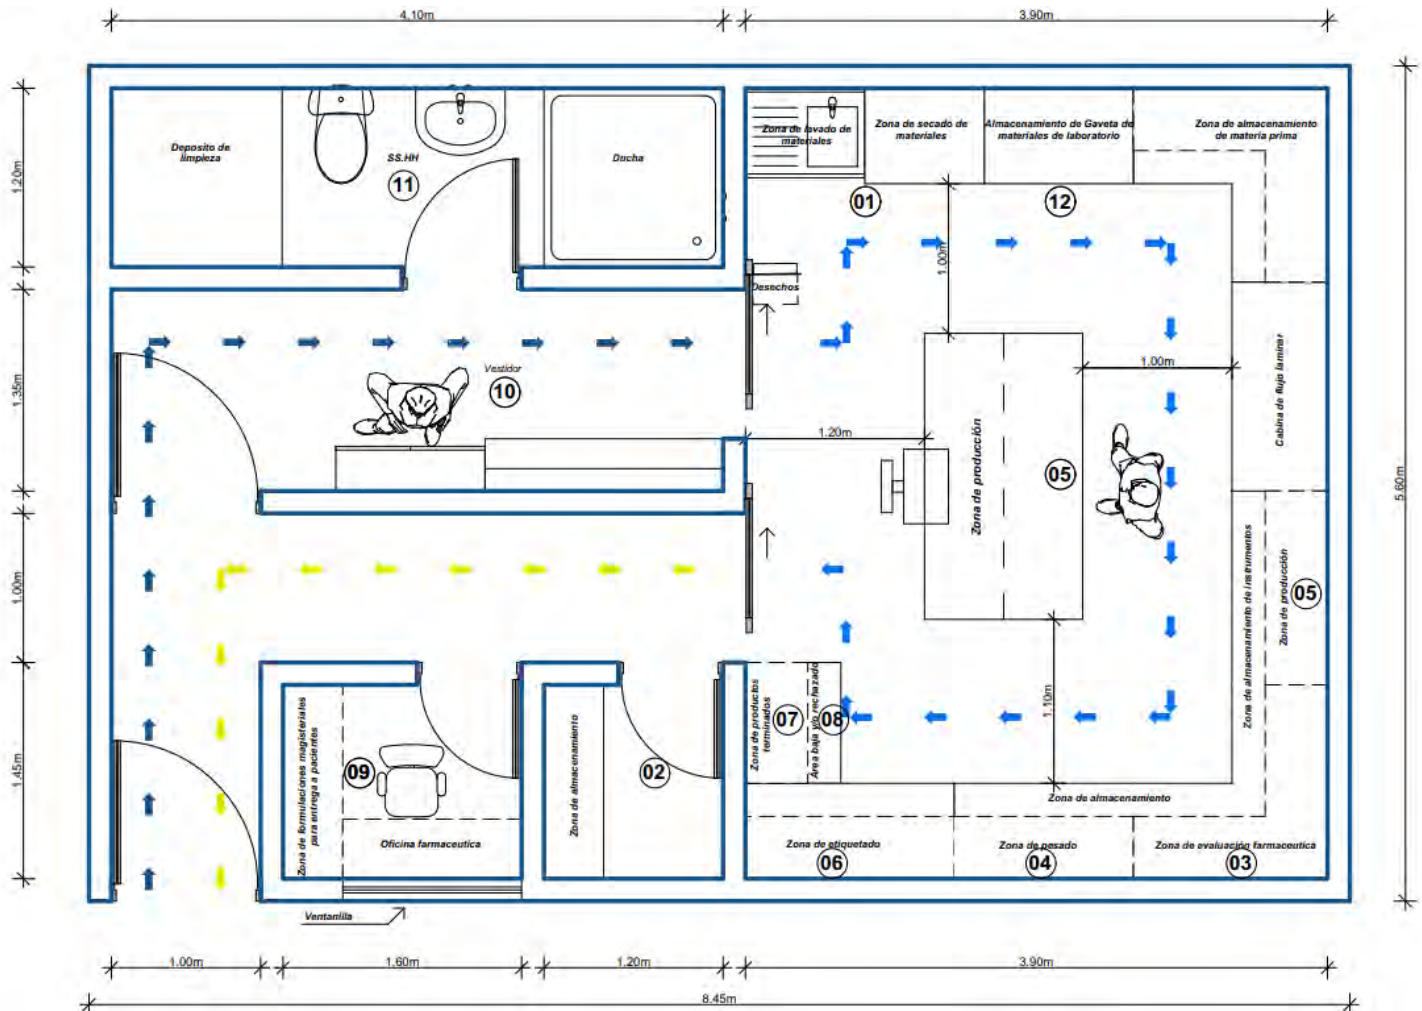 4.10m
3.90m
Deposito de
limpieza
SS.HH
11
Ducha
Zona de lavado de
materiales
Zona de secado de
materiales
Almacenamiento de Gaveta de
materiales de laboratorio
Zona de almacenamiento
de materia prima
01
12
1.20m
1.00m
Desechos
Vestidor
10
1.35m
1.00m
Cabina de flujo laminar
1.20m
Zona de producción
05
5.60m
1.00m
Zona de almacenamiento de instrumentos
Zona de producción
05
Zona de formulaciones magisteriales
para entrega a pacientes
09
Oficina farmaceutica
Zona de almacenamiento
02
Zona de productos
terminados
07
Area baja y/o rechazado
08
1.10m
1.45m
Zona de almacenamiento
Zona de etiquetado
06
Zona de pesado
04
Zona de evaluación farmaceutica
03
Ventanilla
1.00m
1.60m
1.20m
3.90m
8.45m